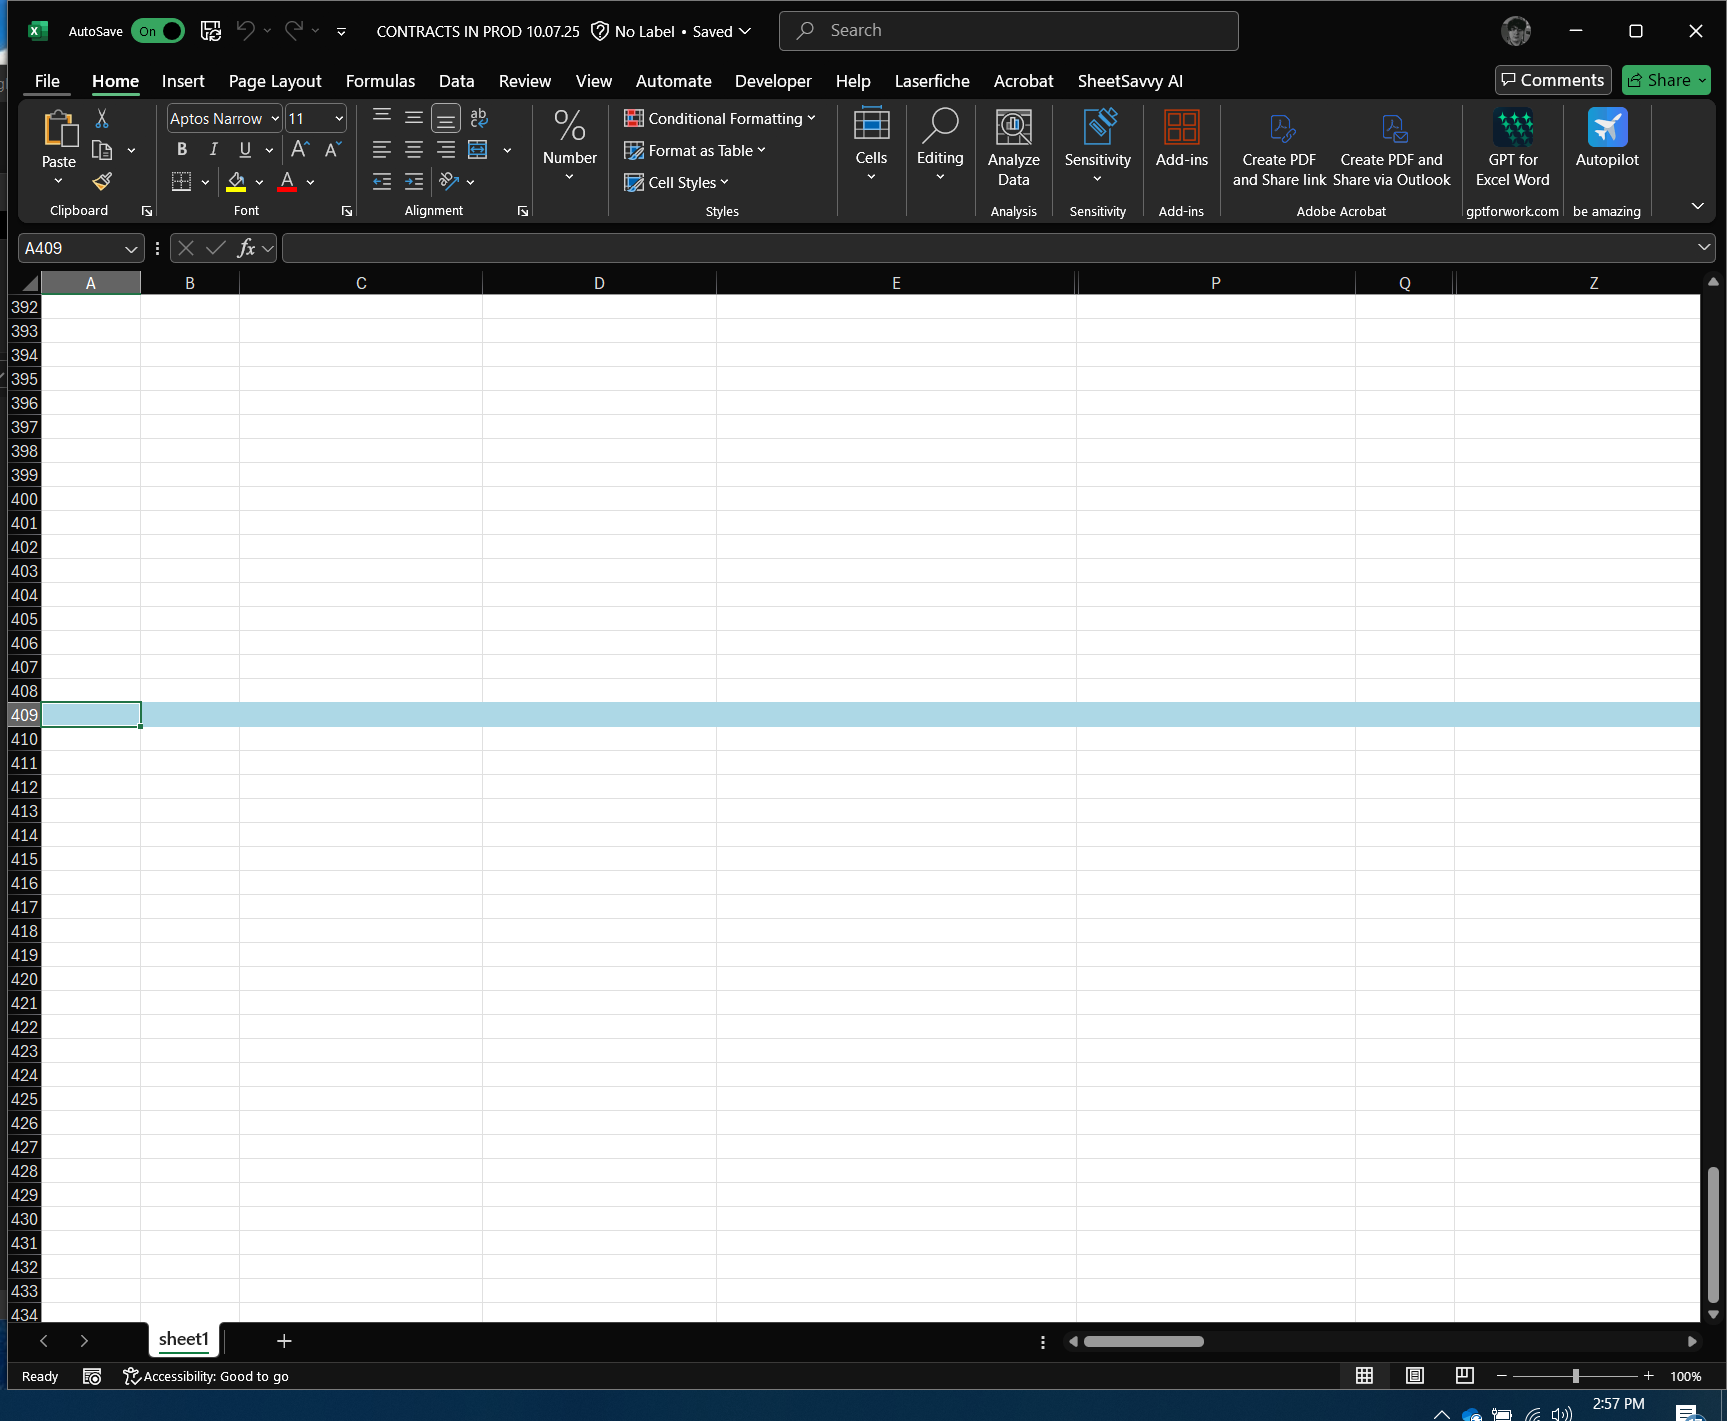 AutoSave On CONTRACTS IN PROD 10.07.25 No Label • Saved Search
File Home Insert Page Layout Formulas Data Review View Automate Developer Help Laserfiche Acrobat SheetSavvy AI Comments Share
Paste
Clipboard
Aptos Narrow 11
B I U A A
A
Font
ab
Alignment
%
Number
Conditional Formatting
Format as Table
Cell Styles
Styles
Cells
Editing
Analyze
Data
Analysis
Sensitivity
Sensitivity
Add-ins
Add-ins
Create PDF
and Share link
Create PDF and
Share via Outlook
Adobe Acrobat
GPT for
Excel Word
gptforwork.com
Autopilot
be amazing
A409 fx
A B C D E P Q Z
392
393
394
395
396
397
398
399
400
401
402
403
404
405
406
407
408
409
410
411
412
413
414
415
416
417
418
419
420
421
422
423
424
425
426
427
428
429
430
431
432
433
434
sheet1
Ready Accessibility: Good to go 100%
2:57 PM